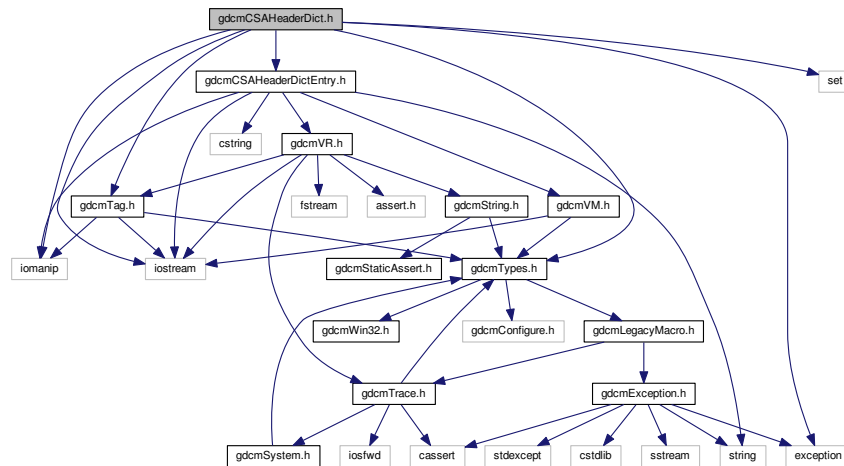 gdcmCSAHeaderDict.h
gdcmCSAHeaderDictEntry.h
set
cstring
gdcmVR.h
gdcmTag.h
fstream
assert.h
gdcmString.h
gdcmVM.h
iomanip
iostream
gdcmStaticAssert.h
gdcmTypes.h
gdcmWin32.h
gdcmConfigure.h
gdcmLegacyMacro.h
gdcmTrace.h
gdcmException.h
gdcmSystem.h
iosfwd
cassert
stdexcept
cstdlib
sstream
string
exception